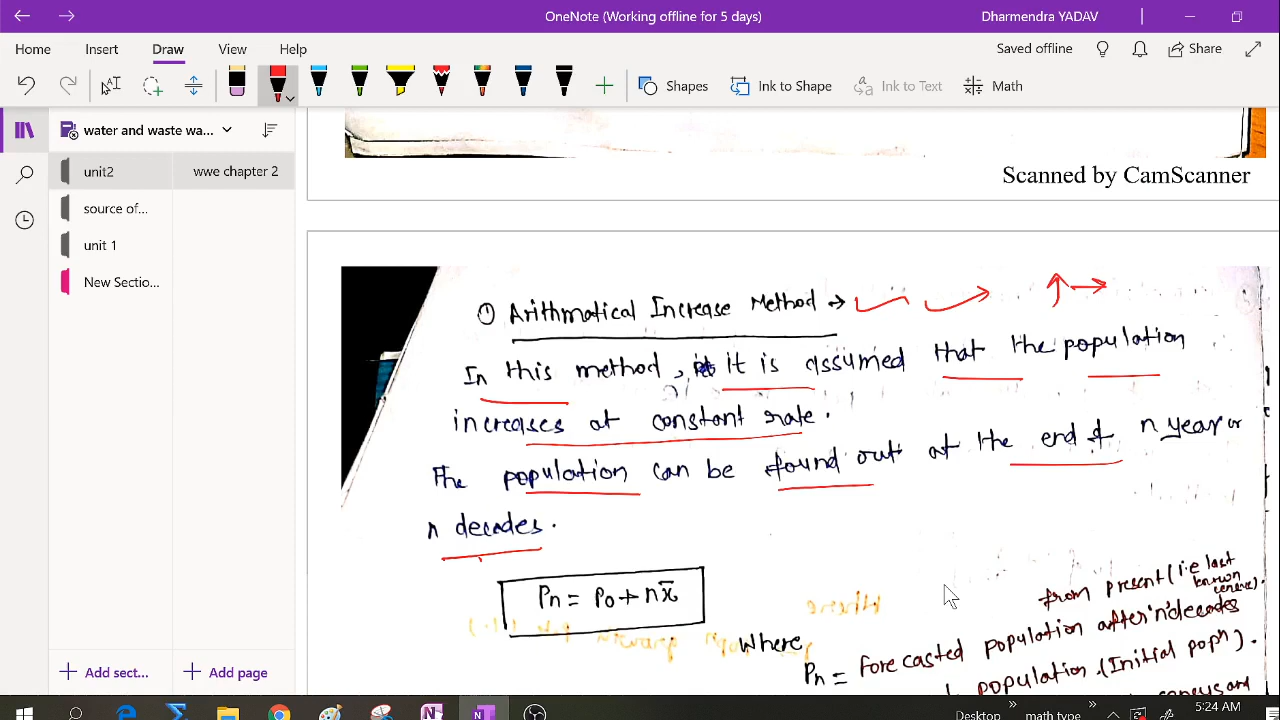 OneNote (Working offline for 5 days)
Dharmendra YADAV
Home Insert Draw View Help
Saved offline
Share
Shapes
Ink to Shape
Ink to Text
Math
water and waste wa...
unit2
wwe chapter 2
source of...
unit 1
New Sectio...
Scanned by CamScanner
① Arithmatical Increase Method →
In this method, it is assumed that the population
increases at constant rate.
The population can be found out at the end of n year or
n decades.
Pn = P0 + nx̄
Where
from present (i.e last
known
census).
Pn = Forecasted population after 'n' decades
population. (Initial popn).
census and
Add sect...
Add page
Desktop
math type
5:24 AM